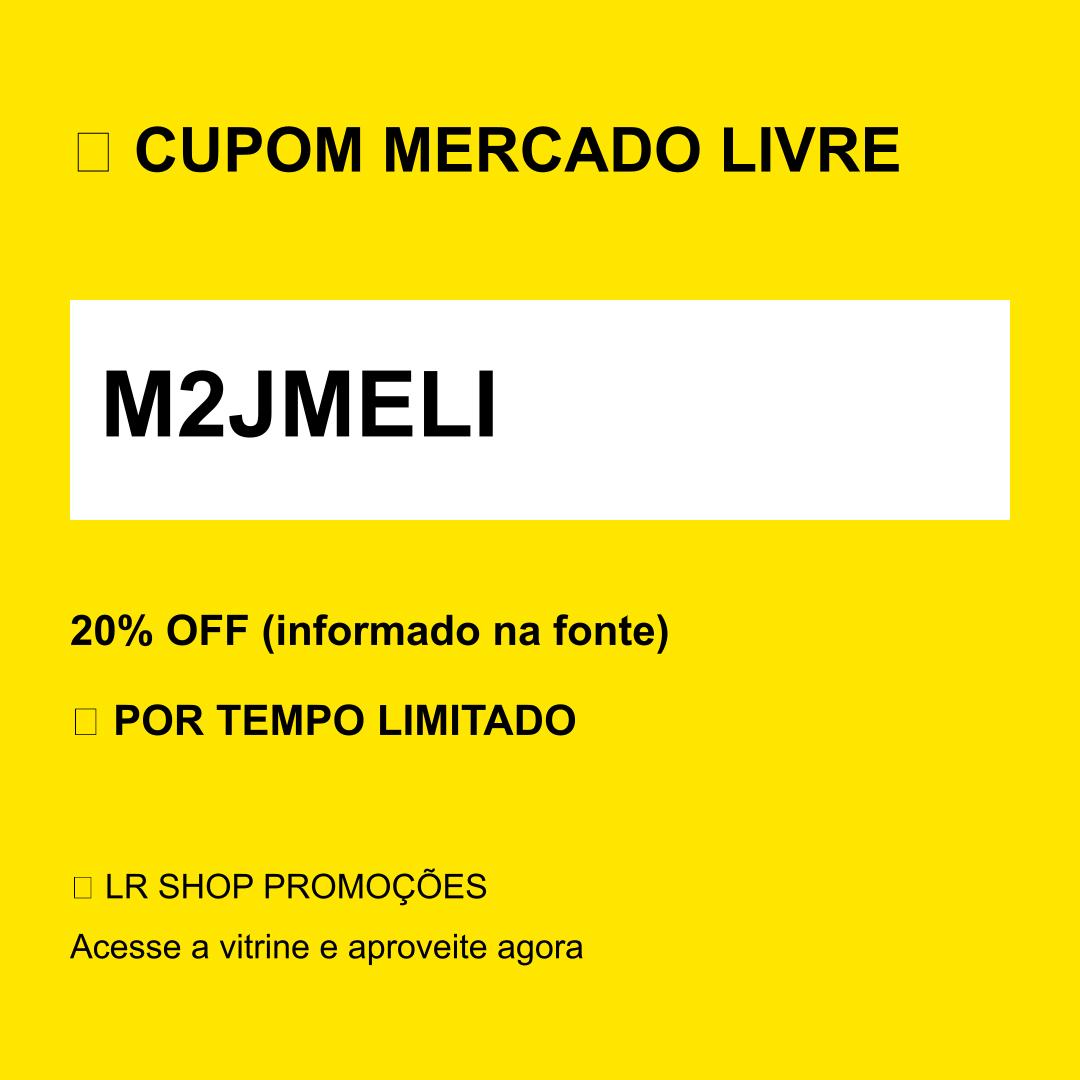 CUPOM MERCADO LIVRE
M2JMELI
20% OFF (informado na fonte)
POR TEMPO LIMITADO
LR SHOP PROMOÇÕES
Acesse a vitrine e aproveite agora